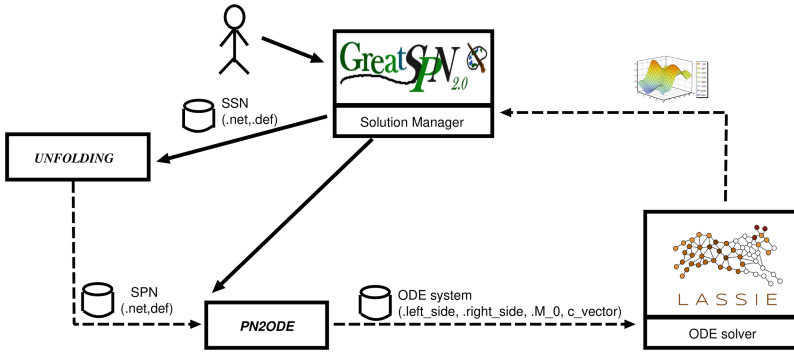 GreatSPN
2.0
Solution Manager
SSN
(.net,.def)
UNFOLDING
SPN
(.net,def)
PN2ODE
ODE system
(.left_side, .right_side, .M_0, c_vector)
LASSIE
ODE solver